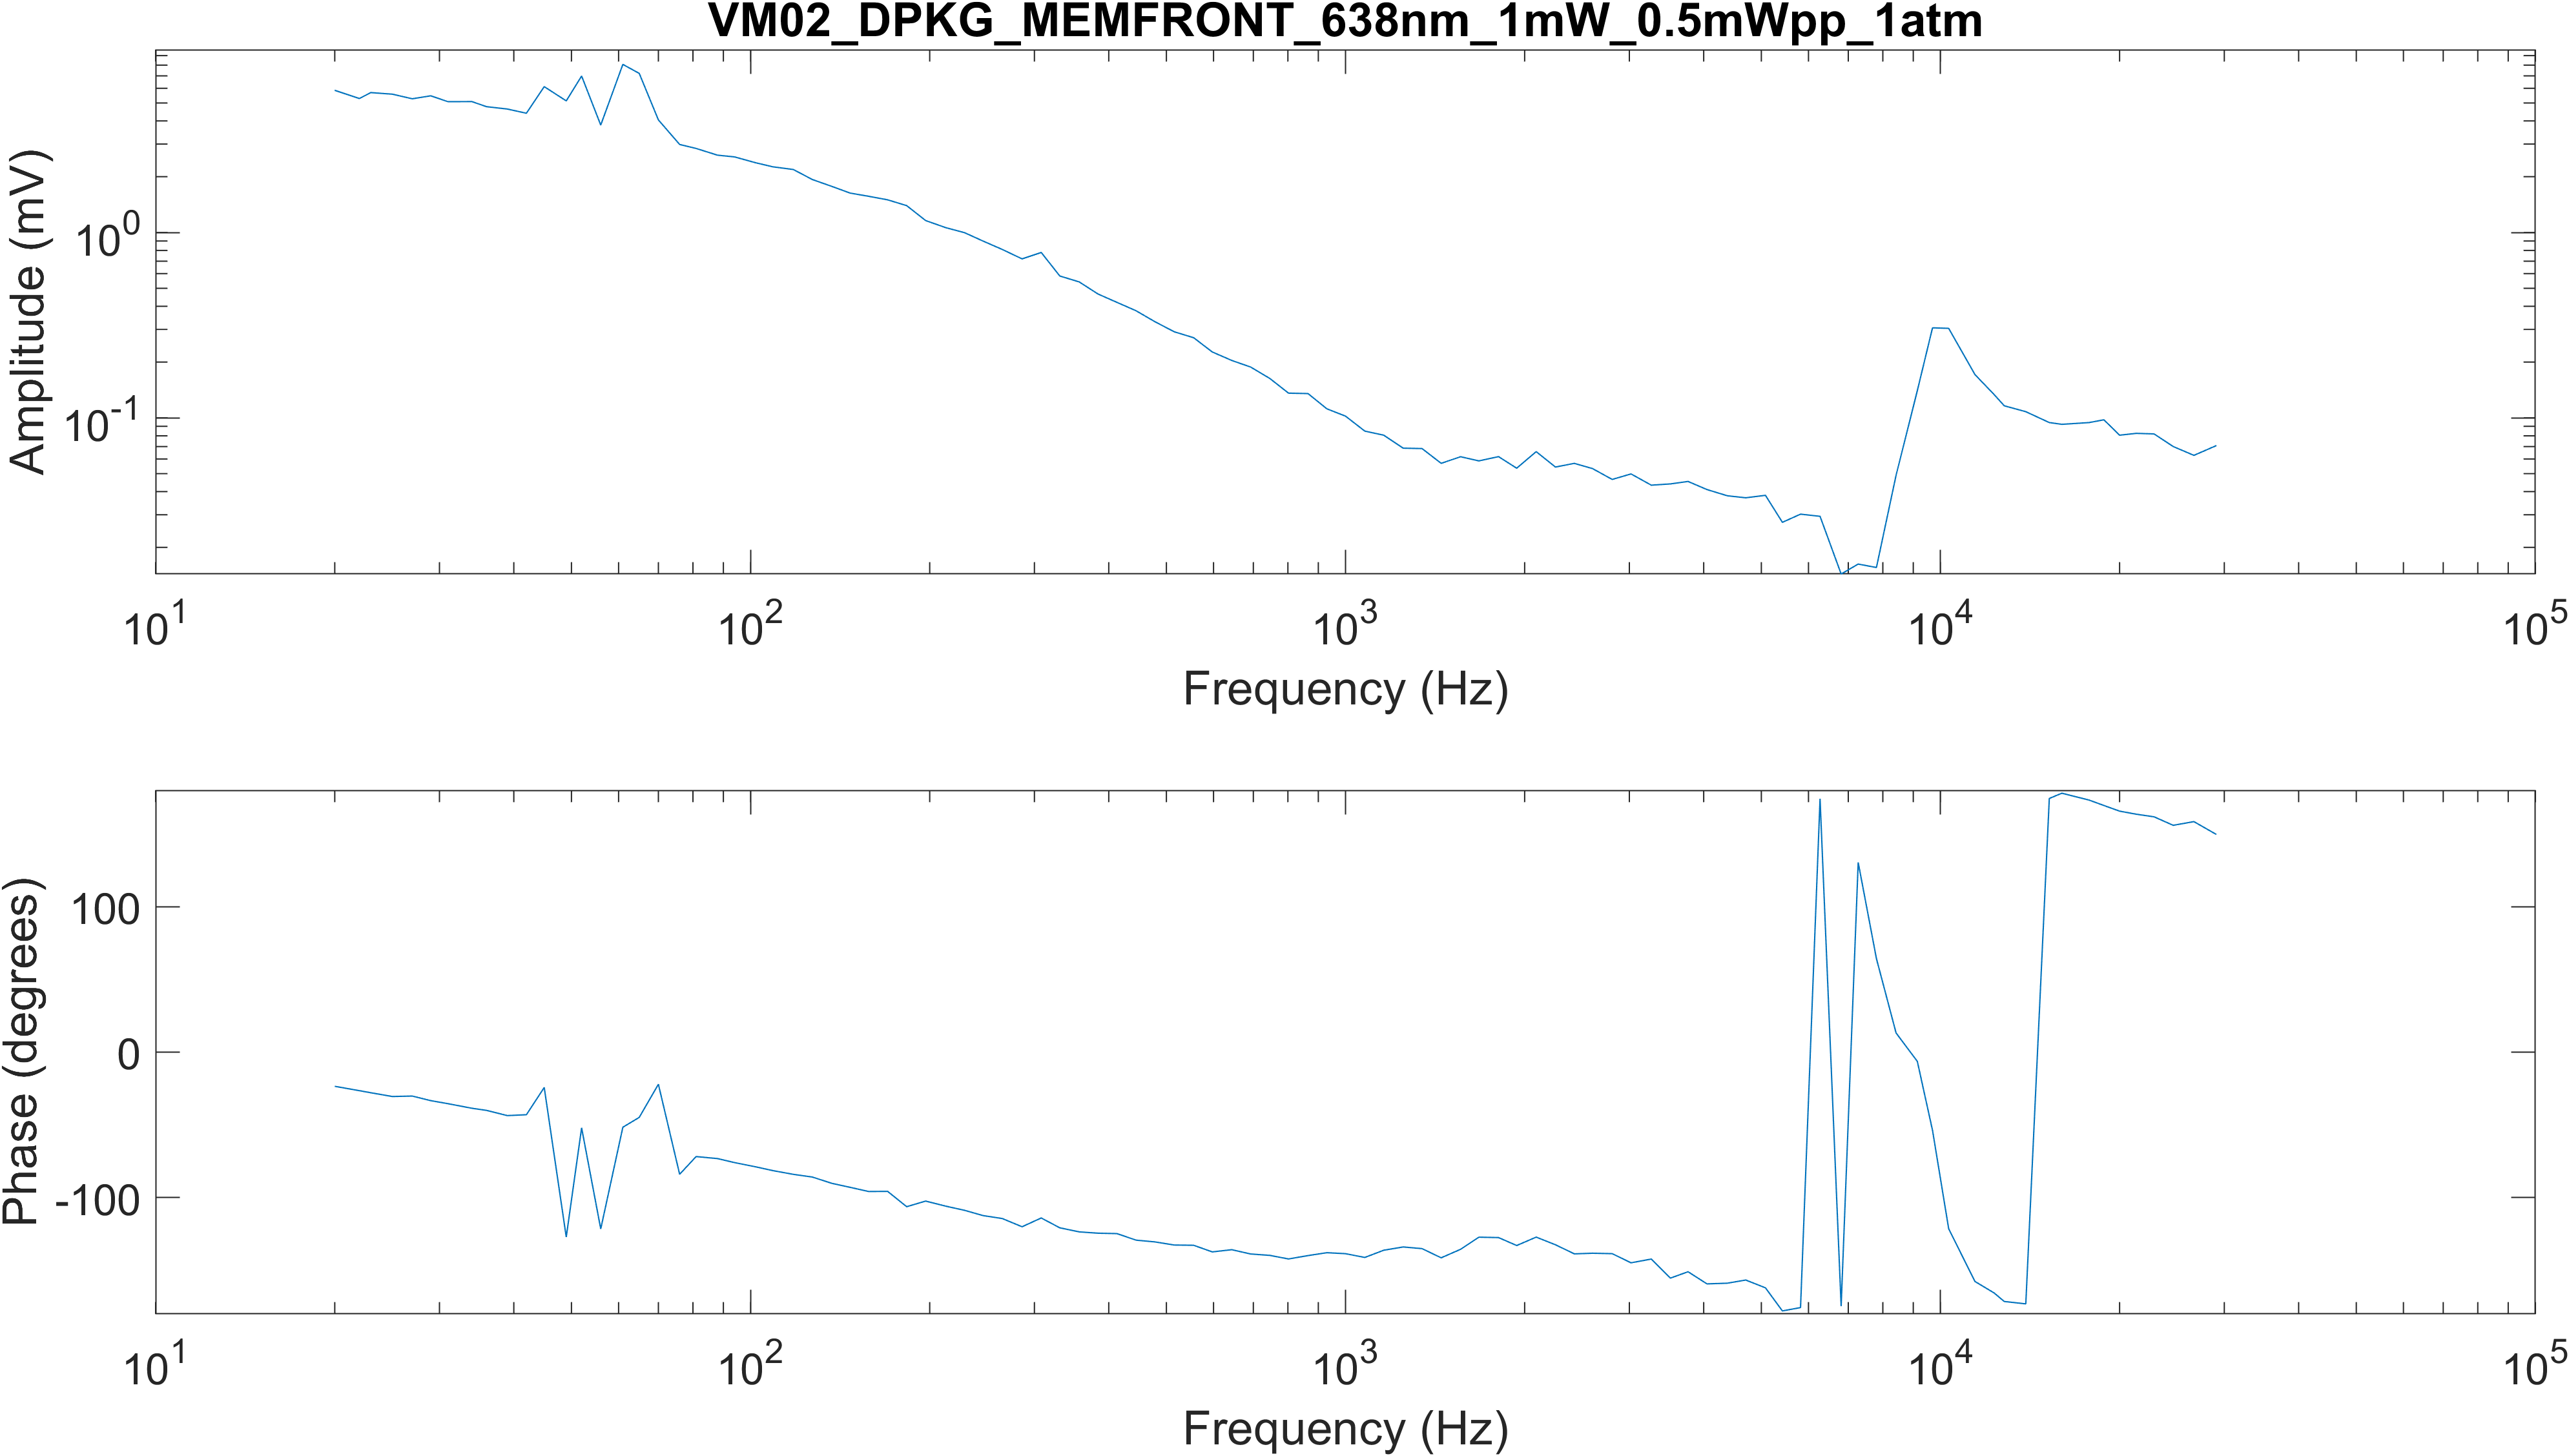 VM02_DPKG_MEMFRONT_638nm_1mW_0.5mWpp_1atm
Amplitude (mV)
10^0
10^-1
10^1 10^2 10^3 10^4 10^5
Frequency (Hz)
Phase (degrees)
100
0
-100
10^1 10^2 10^3 10^4 10^5
Frequency (Hz)